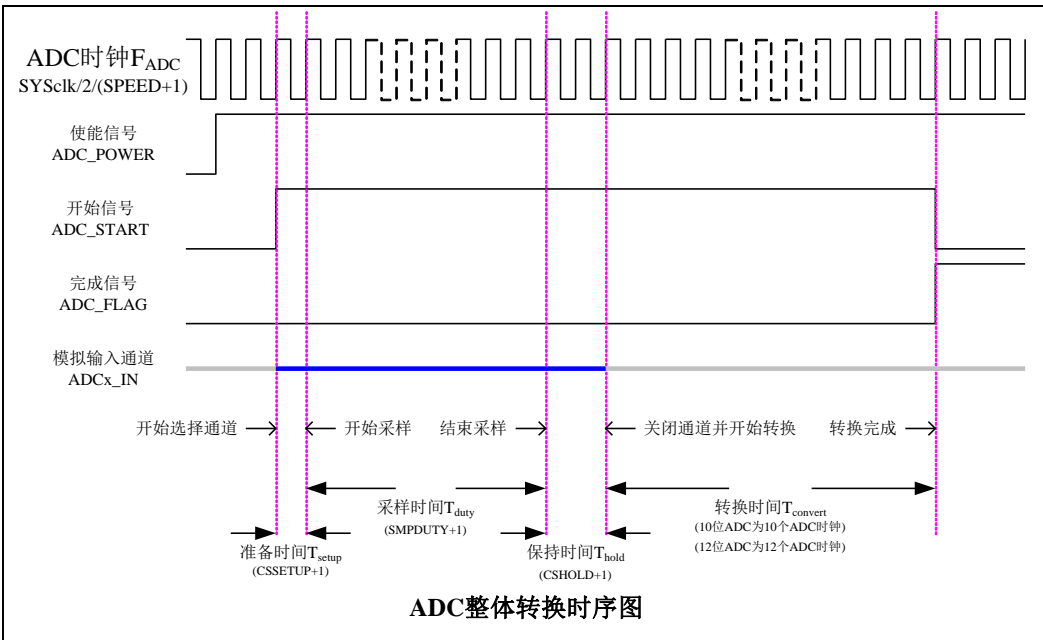 ADC时钟FADC
SYSclk/2/(SPEED+1)
使能信号
ADC_POWER
开始信号
ADC_START
完成信号
ADC_FLAG
模拟输入通道
ADCx_IN
开始选择通道 开始采样 结束采样 关闭通道并开始转换 转换完成
采样时间Tduty
(SMPDUTY+1)
转换时间Tconvert
(10位ADC为10个ADC时钟)
(12位ADC为12个ADC时钟)
准备时间Tsetup
(CSSETUP+1)
保持时间Thold
(CSHOLD+1)
ADC整体转换时序图